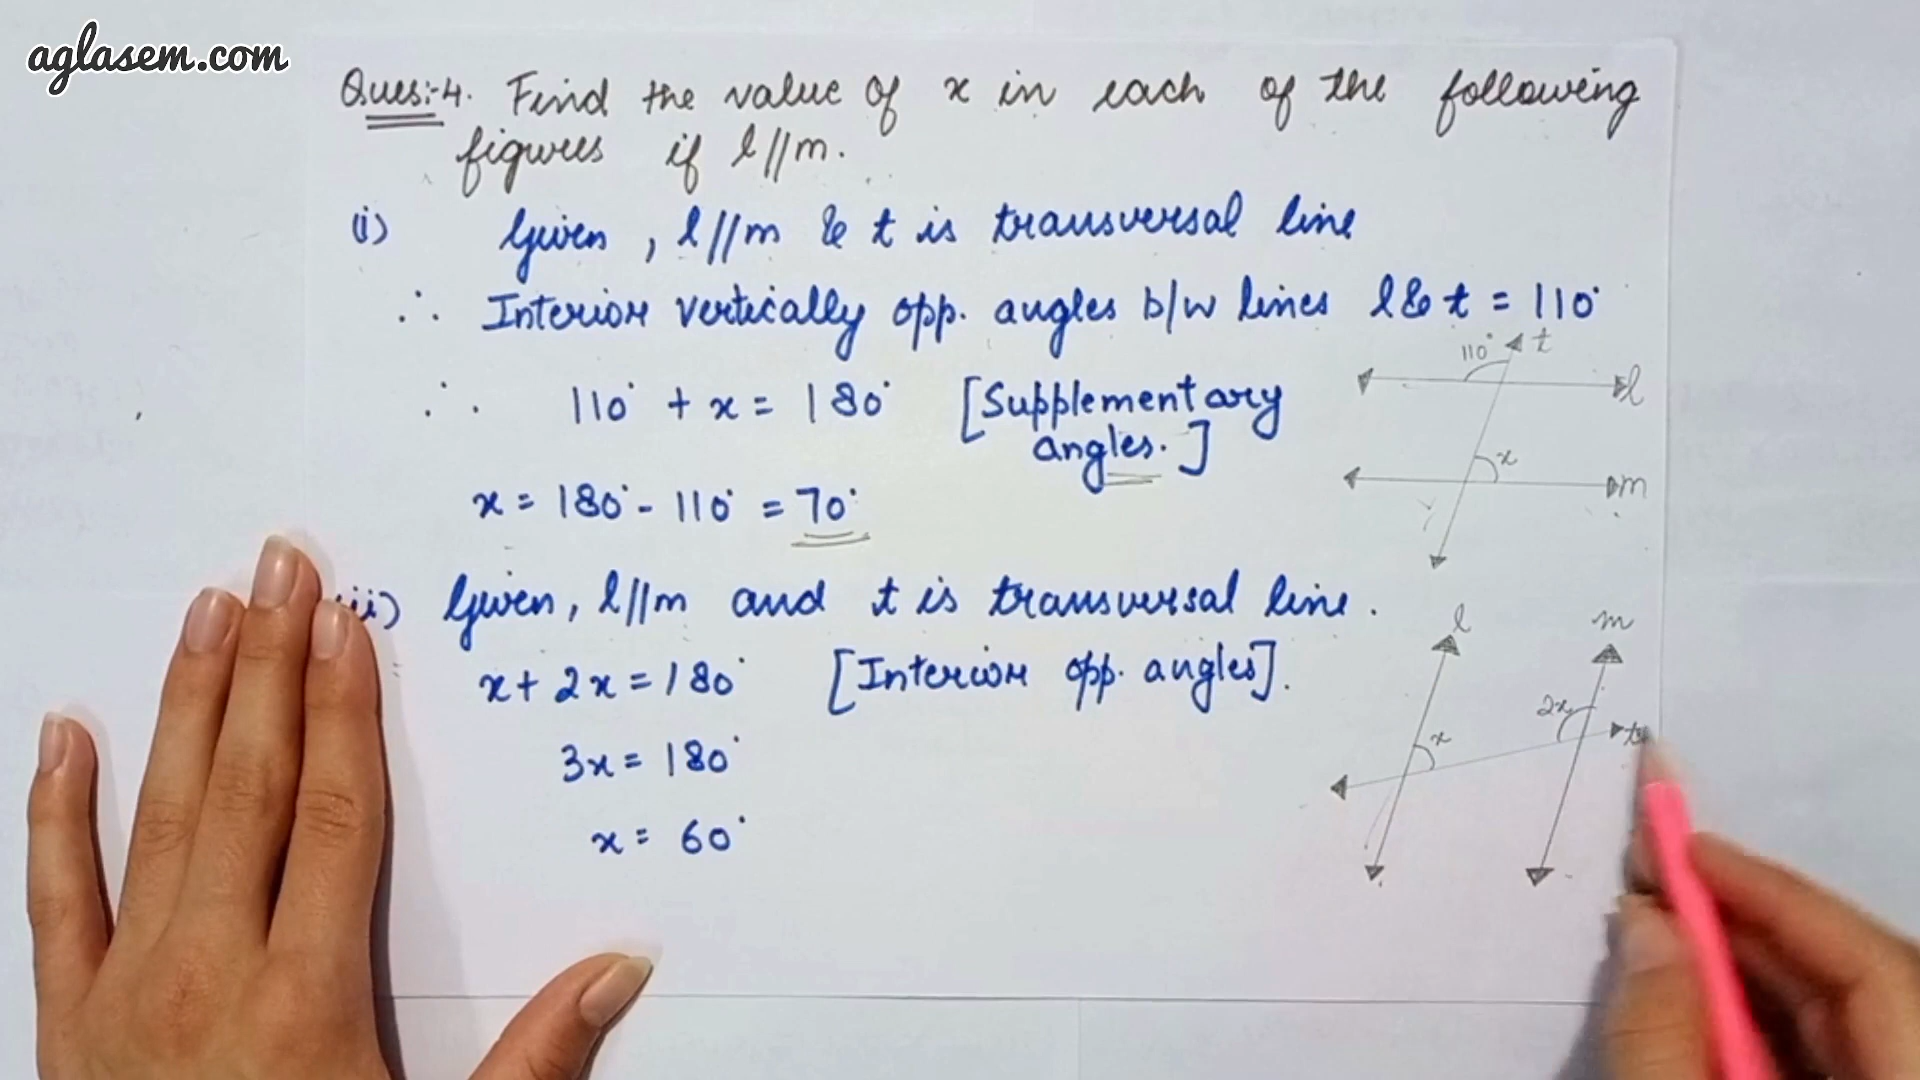 aglasem.com
Ques:-4. Find the value of x in each of the following
figures if l//m.
(i) Given, l//m & t is transversal line
∴ Interior vertically opp. angles b/w lines l & t = 110°
∴ 110° + x = 180° [Supplementary
angles.]
x = 180° - 110° = 70°
110° t
l
x
m
ii) Given, l//m and t is transversal line.
x + 2x = 180° [Interior opp. angles].
3x = 180°
x = 60°
l m
2x
x t